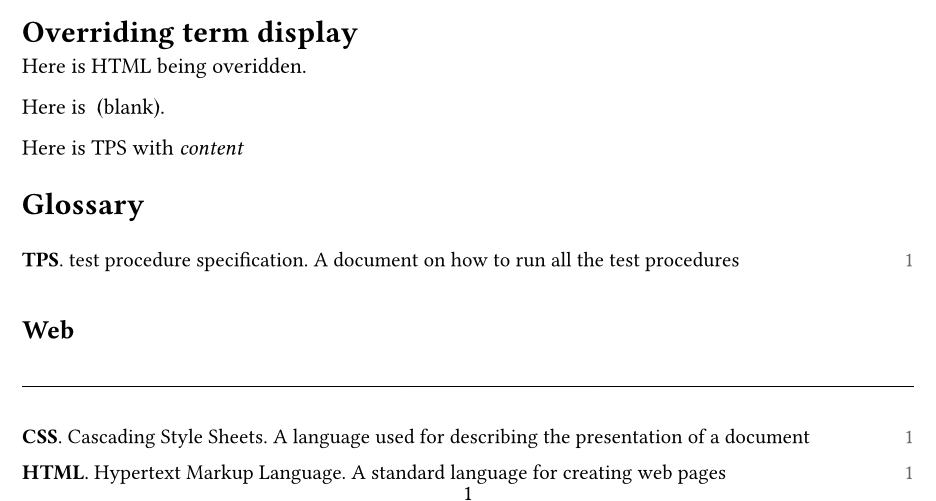 Overriding term display
Here is HTML being overidden.
Here is  (blank).
Here is TPS with content
Glossary
TPS. test procedure specification. A document on how to run all the test procedures 1
Web
CSS. Cascading Style Sheets. A language used for describing the presentation of a document 1
HTML. Hypertext Markup Language. A standard language for creating web pages 1
1